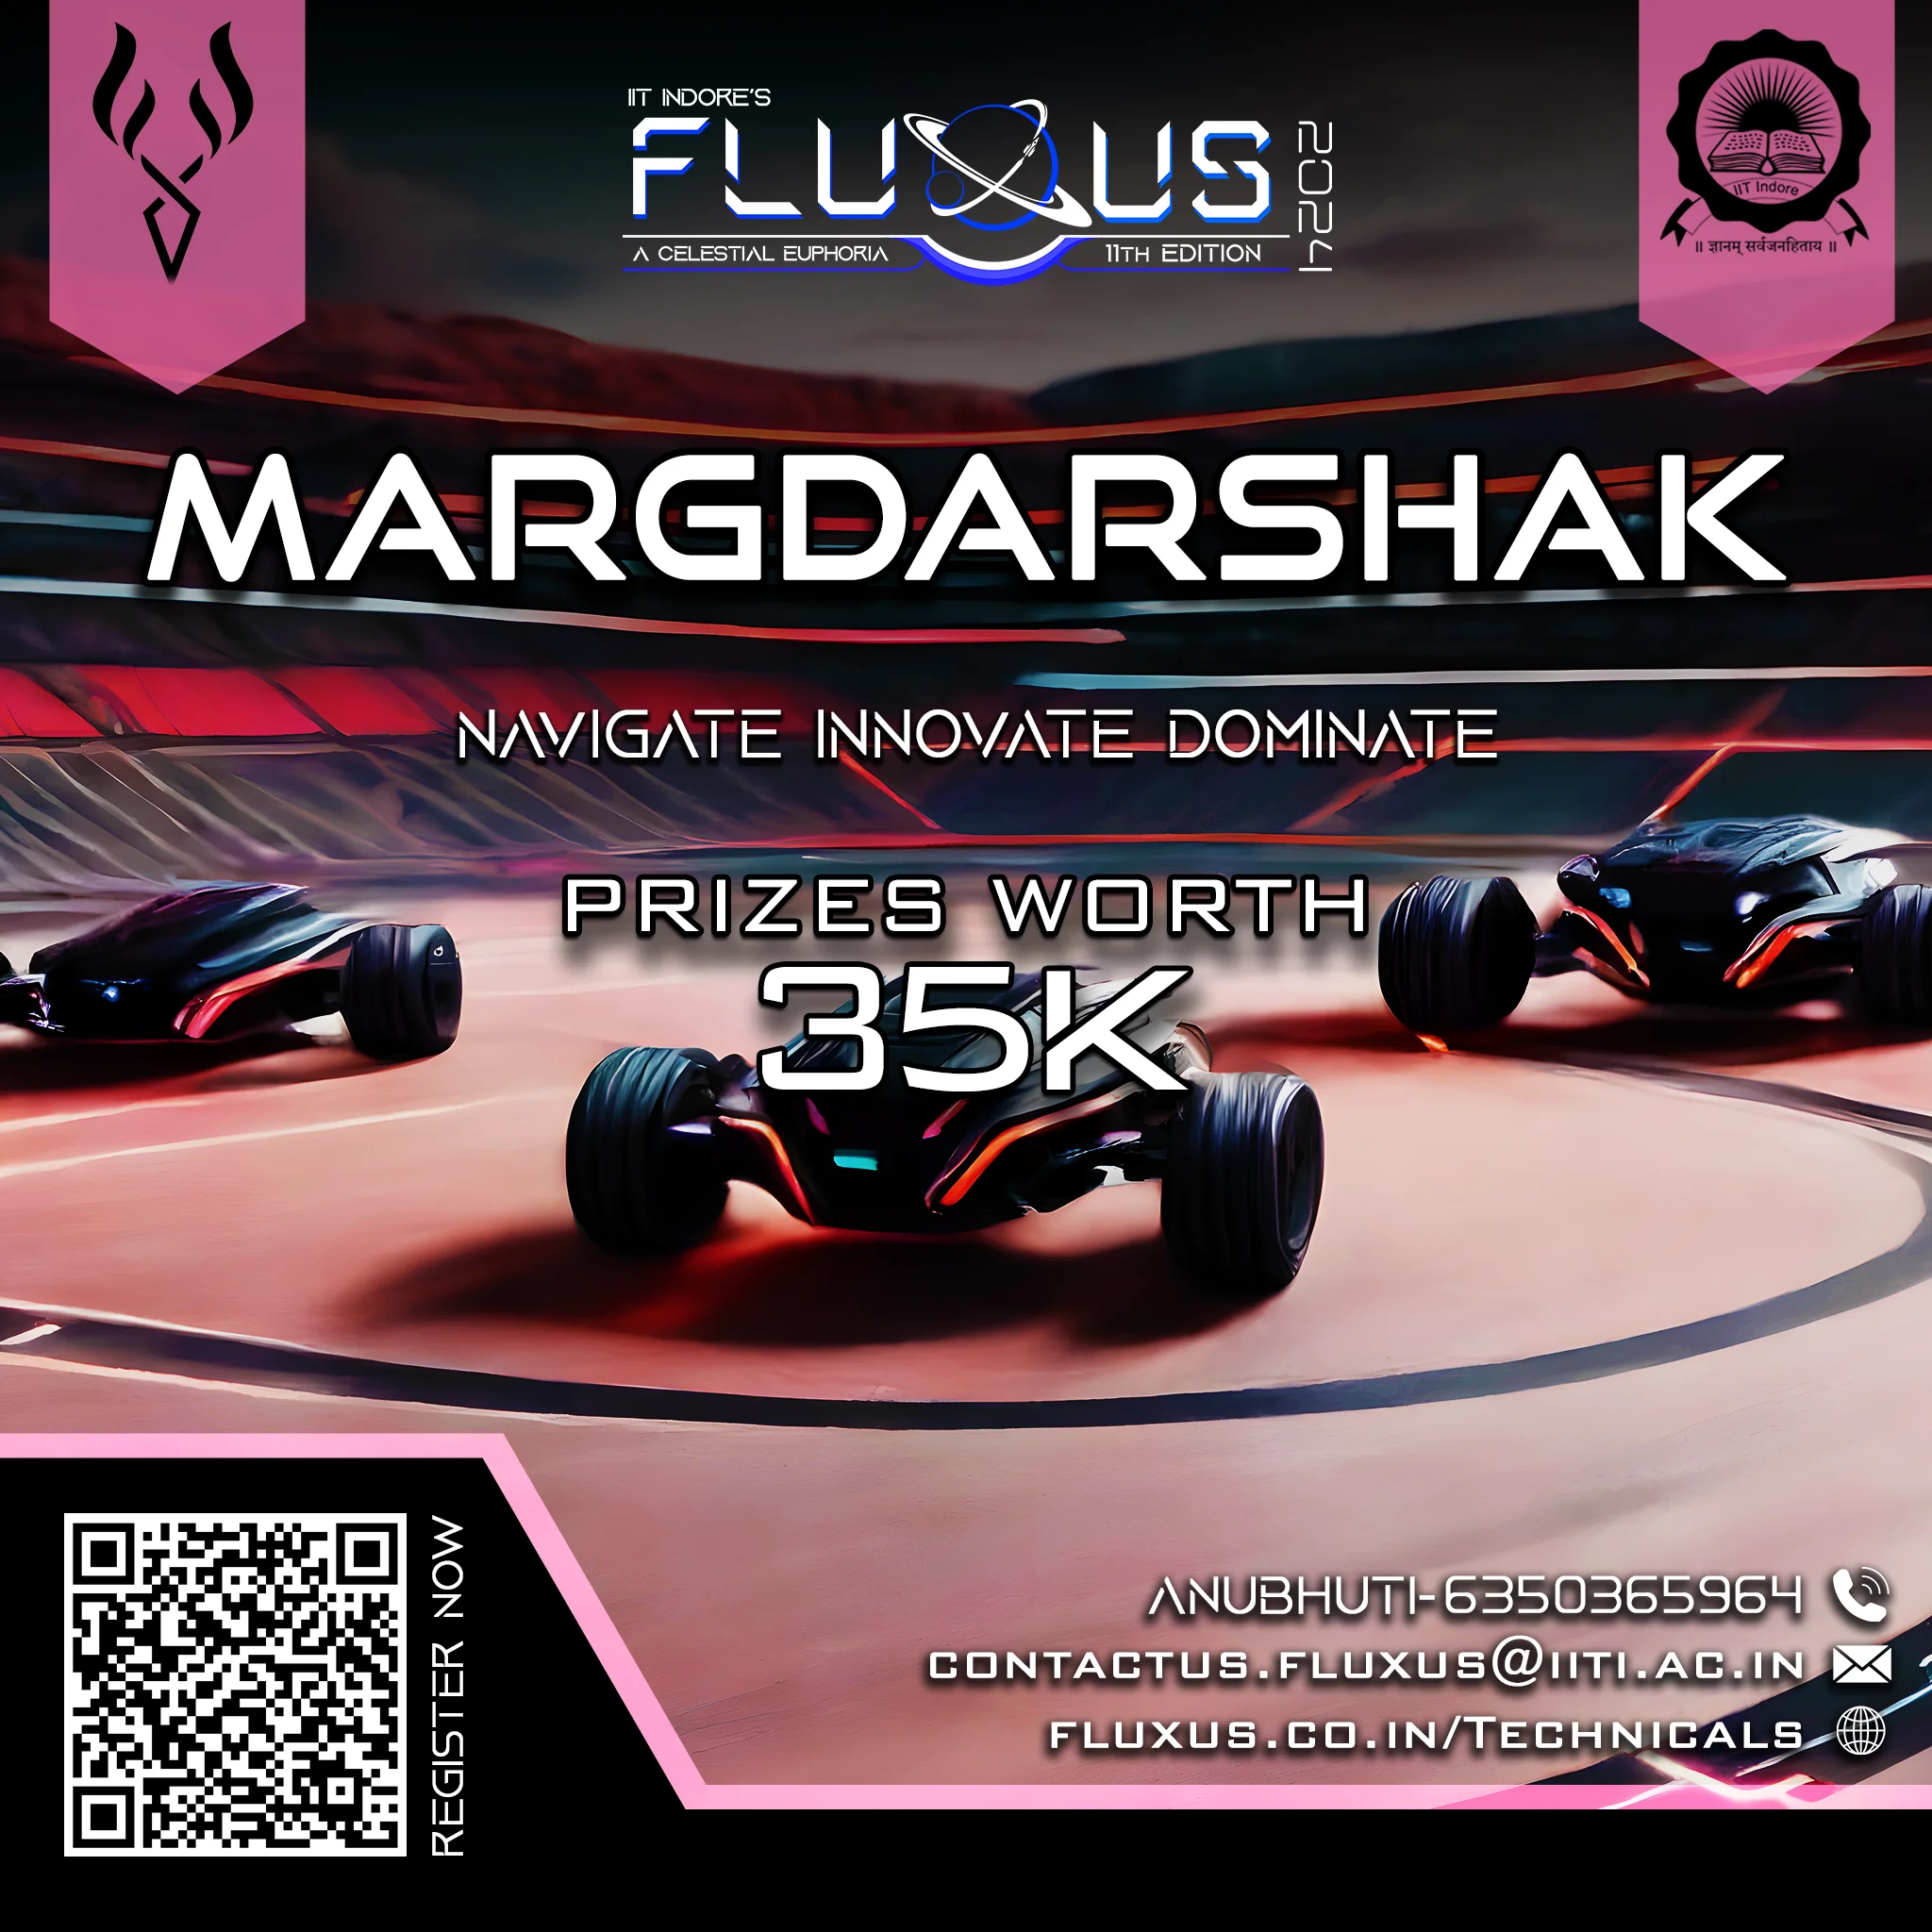 IIT INDORE'S
FLUXUS
2024
A CELESTIAL EUPHORIA
11TH EDITION
IIT Indore
॥ ज्ञानम् सर्वजनहिताय ॥
MARGDARSHAK
NAVIGATE INNOVATE DOMINATE
PRIZES WORTH
35K
REGISTER NOW
ANUBHUTI-6350365964
CONTACTUS.FLUXUS@IITI.AC.IN
FLUXUS.CO.IN/TECHNICALS